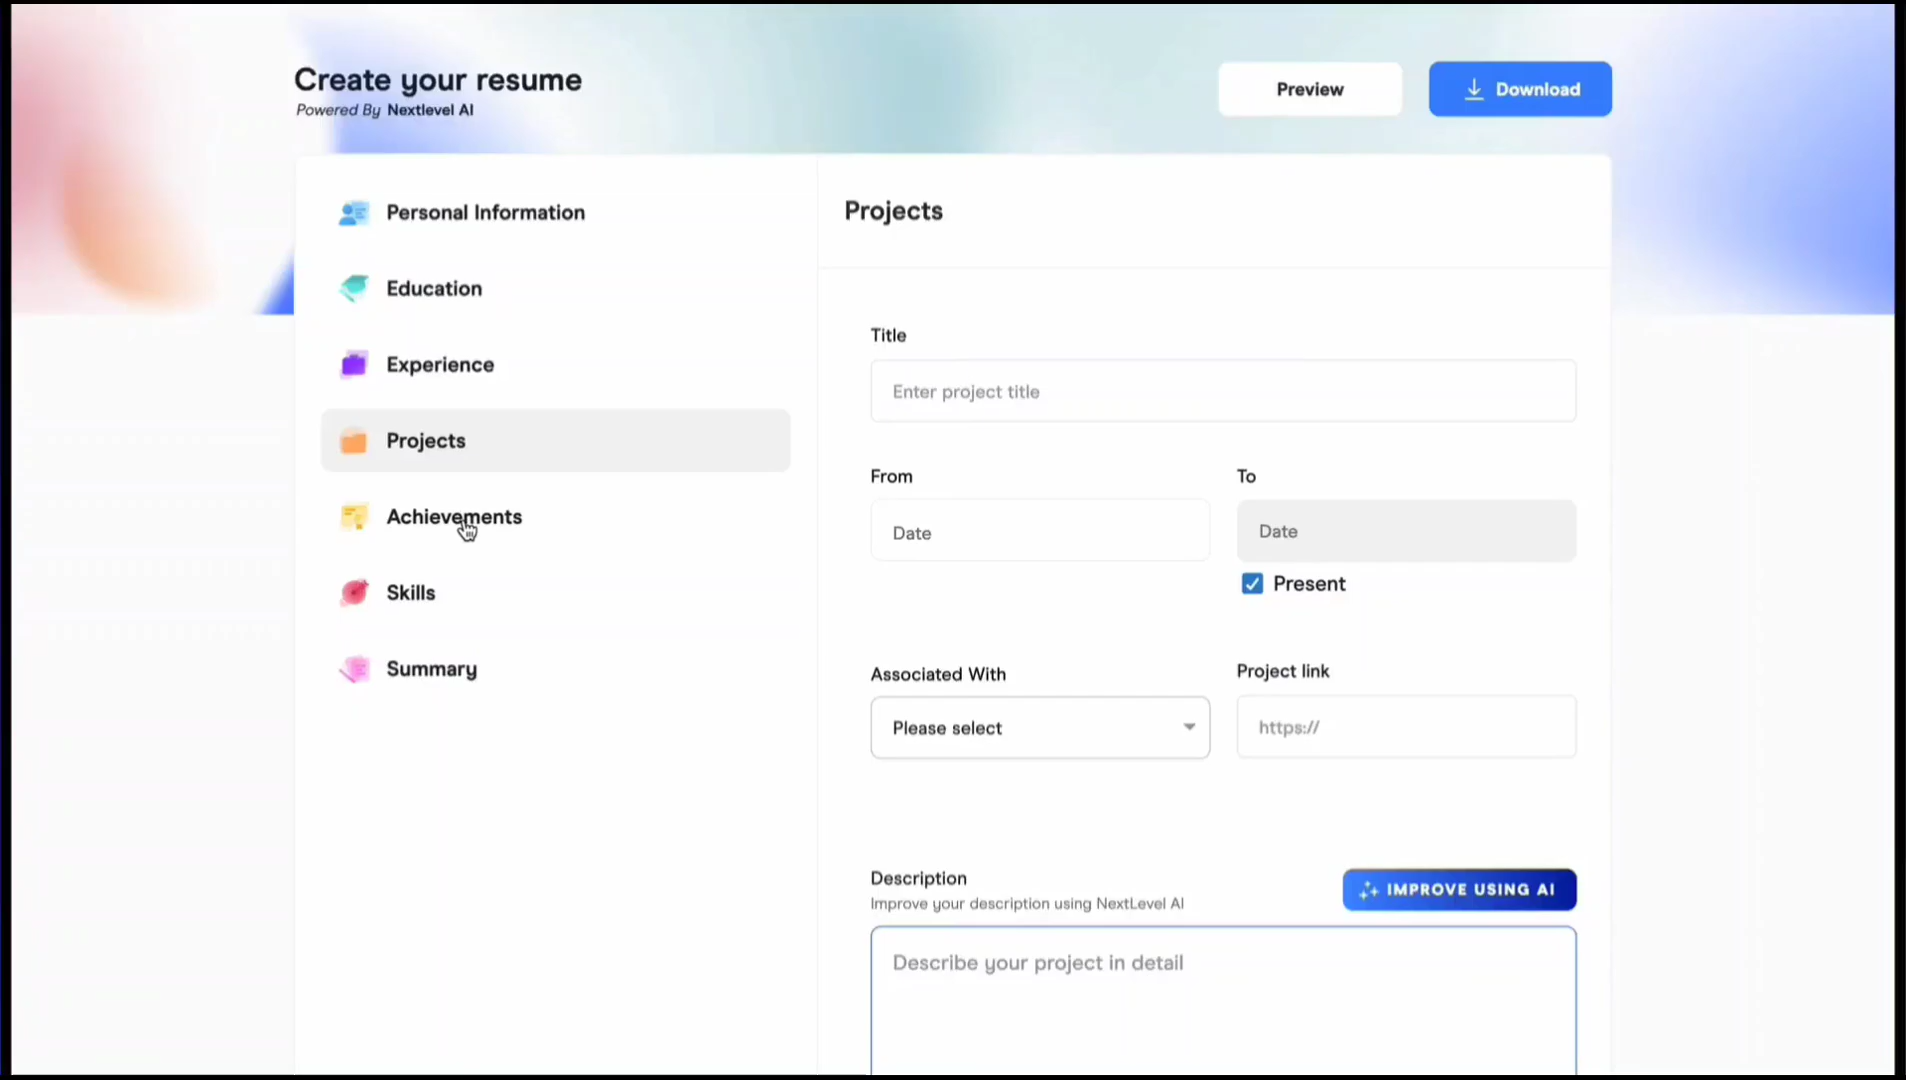 Create your resume
Powered By Nextlevel AI
Preview
Download
Personal Information
Education
Experience
Projects
Achievements
Skills
Summary
Projects
Title
Enter project title
From
To
Date
Date
Present
Associated With
Project link
Please select
https://
Description
Improve your description using NextLevel AI
IMPROVE USING AI
Describe your project in detail